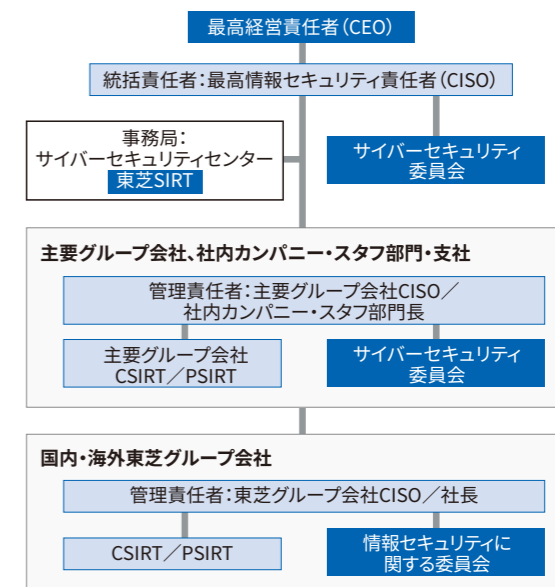 最高経営責任者（CEO）
統括責任者：最高情報セキュリティ責任者（CISO）
事務局：
サイバーセキュリティセンター
東芝SIRT
サイバーセキュリティ
委員会
主要グループ会社、社内カンパニー・スタッフ部門・支社
管理責任者：主要グループ会社CISO／
社内カンパニー・スタッフ部門長
主要グループ会社
CSIRT／PSIRT
サイバーセキュリティ
委員会
国内・海外東芝グループ会社
管理責任者：東芝グループ会社CISO／社長
CSIRT／PSIRT
情報セキュリティに
関する委員会